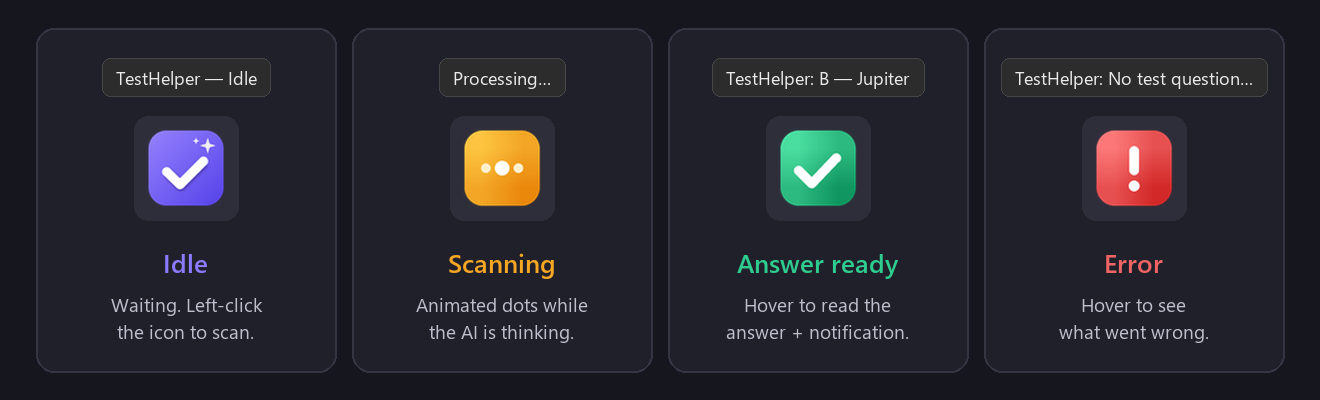 TestHelper — Idle
Idle
Waiting. Left-click
the icon to scan.
Processing...
Scanning
Animated dots while
the AI is thinking.
TestHelper: B — Jupiter
Answer ready
Hover to read the
answer + notification.
TestHelper: No test question...
Error
Hover to see
what went wrong.